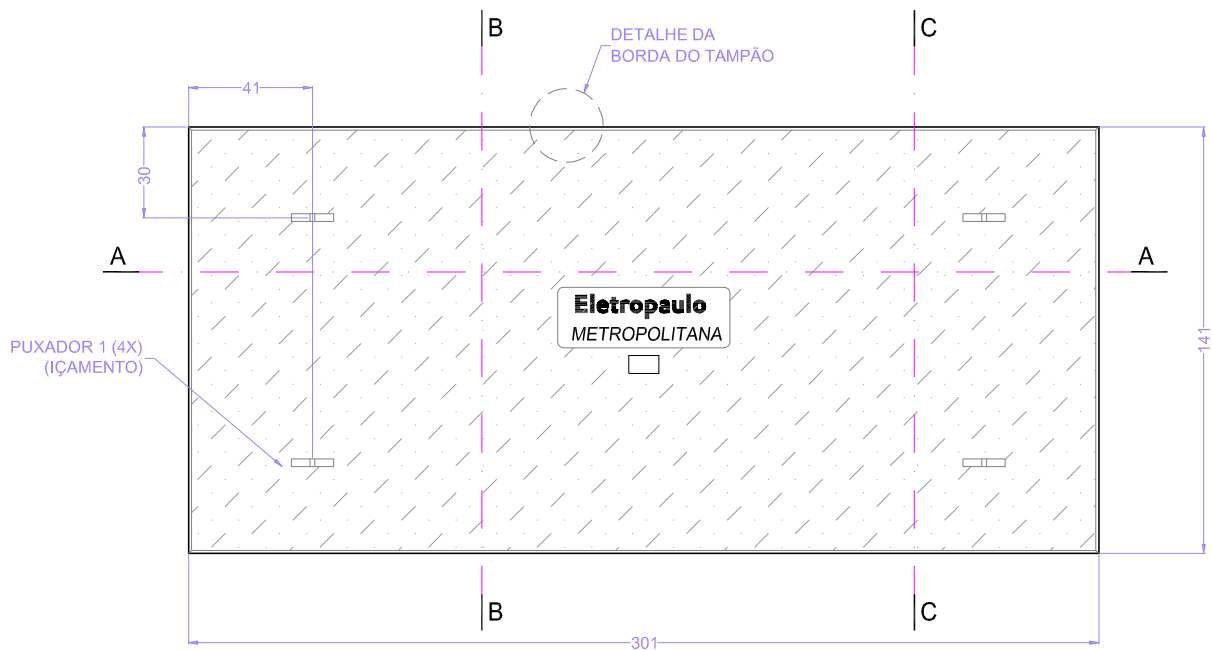 B
C
DETALHE DA
BORDA DO TAMPÃO
41
30
A
A
Eletropaulo
METROPOLITANA
141
PUXADOR 1 (4X)
(IÇAMENTO)
B
C
301